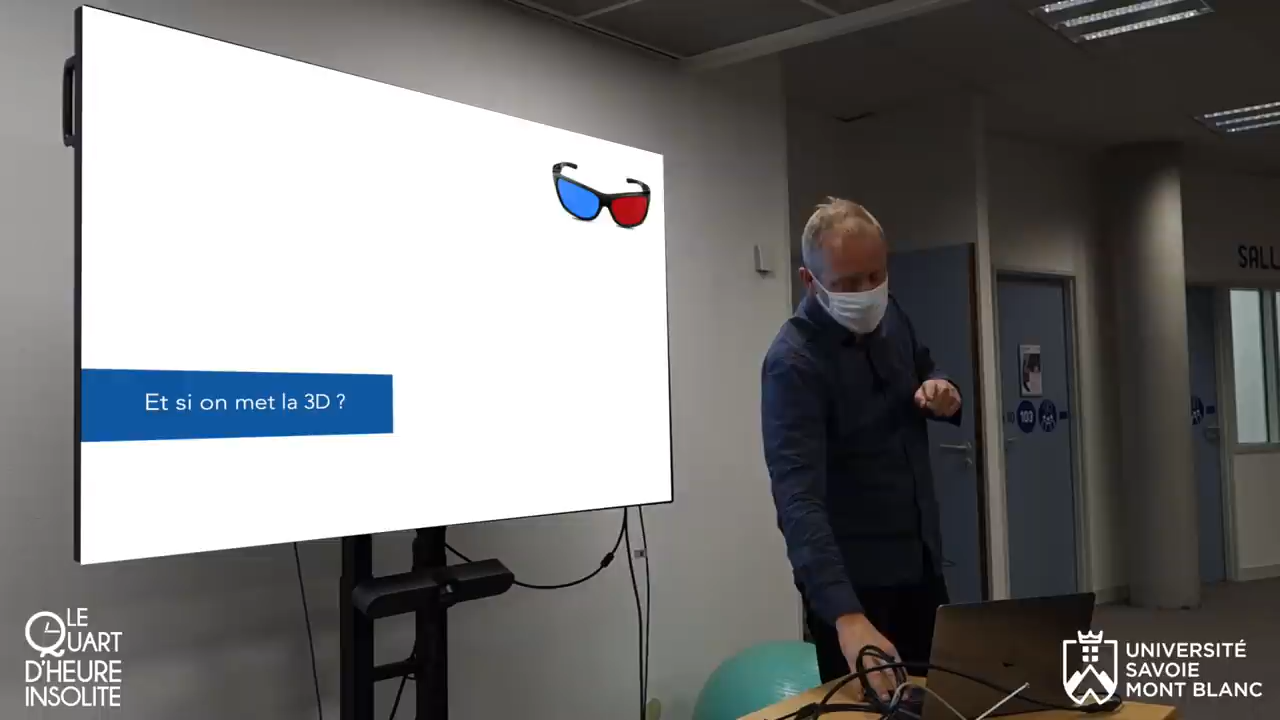 Et si on met la 3D ?
SALL
103
LE
QUART
D'HEURE
INSOLITE
UNIVERSITÉ
SAVOIE
MONT BLANC